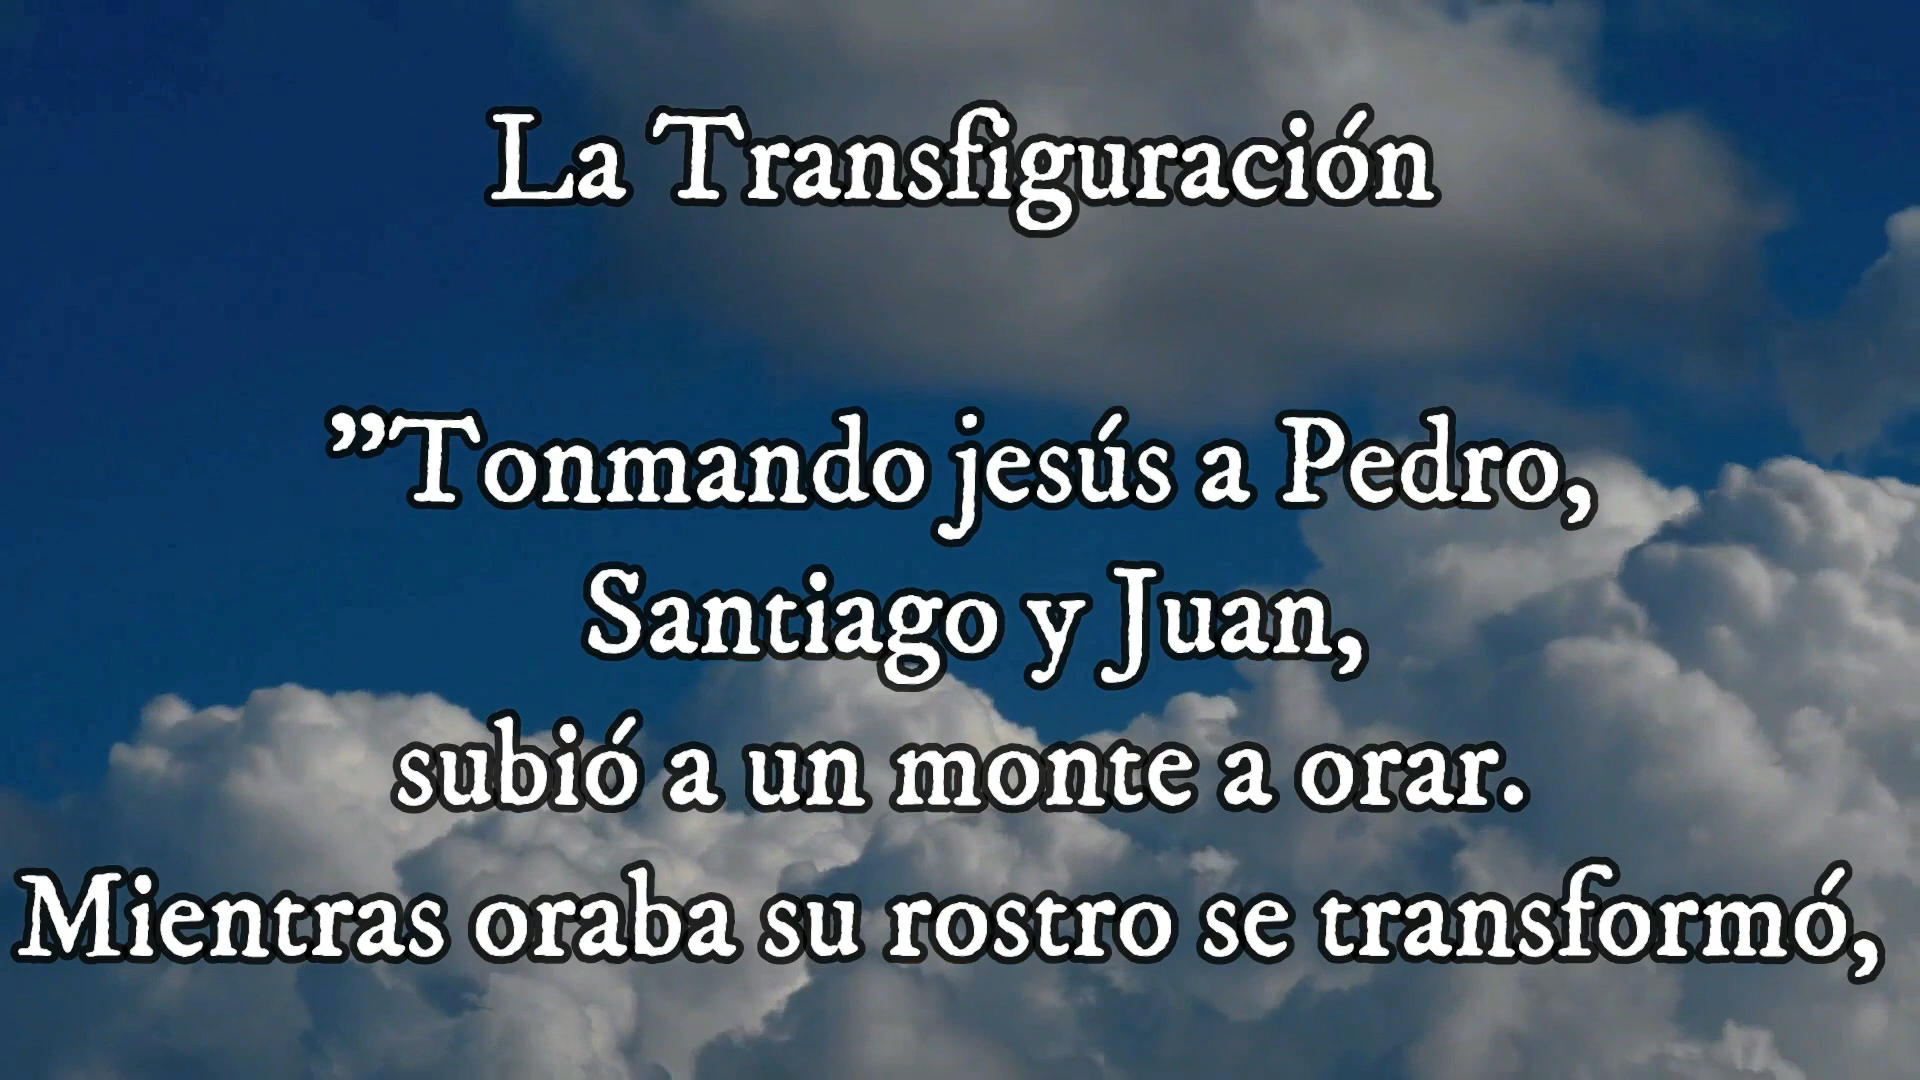 La Transfiguración
”Tonmando jesús a Pedro,
Santiago y Juan,
subió a un monte a orar.
Mientras oraba su rostro se transformó,